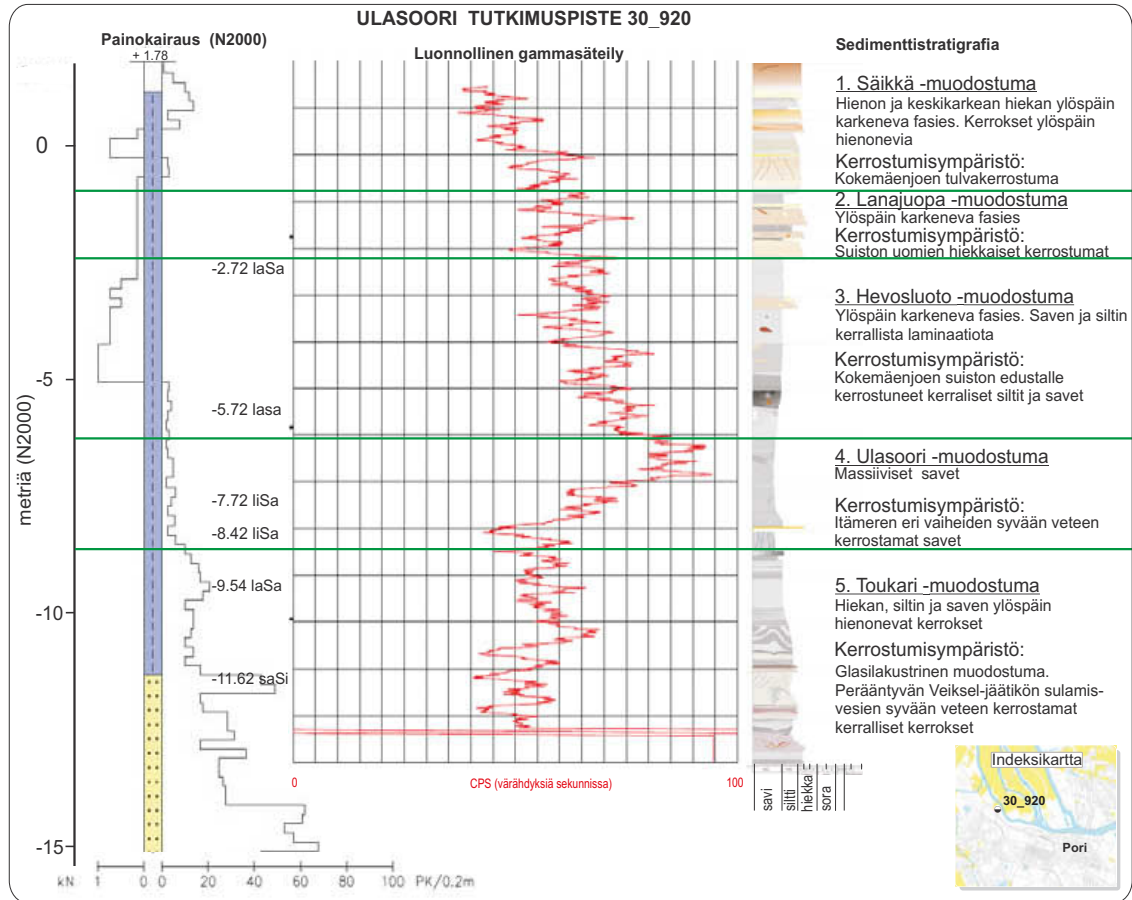 ULASOORI TUTKIMUSPISTE 30_920
Painokairaus (N2000)
+ 1.78
Luonnollinen gammasäteily
Sedimenttistratigrafia
metriä (N2000)
0
-5
-10
-15
-2.72 laSa
-5.72 lasa
-7.72 liSa
-8.42 liSa
-9.54 laSa
-11.62 saSi
1. Säikkä -muodostuma
Hienon ja keskikarkean hiekan ylöspäin
karkeneva fasies. Kerrokset ylöspäin
hienonevia
Kerrostumisympäristö:
Kokemäenjoen tulvakerrostuma
2. Lanajuopa -muodostuma
Ylöspäin karkeneva fasies
Kerrostumisympäristö:
Suiston uomien hiekkaiset kerrostumat
3. Hevosluoto -muodostuma
Ylöspäin karkeneva fasies. Saven ja siltin
kerrallista laminaatiota
Kerrostumisympäristö:
Kokemäenjoen suiston edustalle
kerrostuneet kerraliset siltit ja savet
4. Ulasoori -muodostuma
Massiiviset savet
Kerrostumisympäristö:
Itämeren eri vaiheiden syvään veteen
kerrostamat savet
5. Toukari -muodostuma
Hiekan, siltin ja saven ylöspäin
hienonevat kerrokset
Kerrostumisympäristö:
Glasilakustrinen muodostuma.
Perääntyvän Veiksel-jäätikön sulamis-
vesien syvään veteen kerrostamat
kerralliset kerrokset
0
CPS (värähdyksiä sekunnissa)
100
savi
siltti
hiekka
sora
Indeksikartta
30_920
Pori
kN 1 0 0 20 40 60 80 100 PK/0.2m